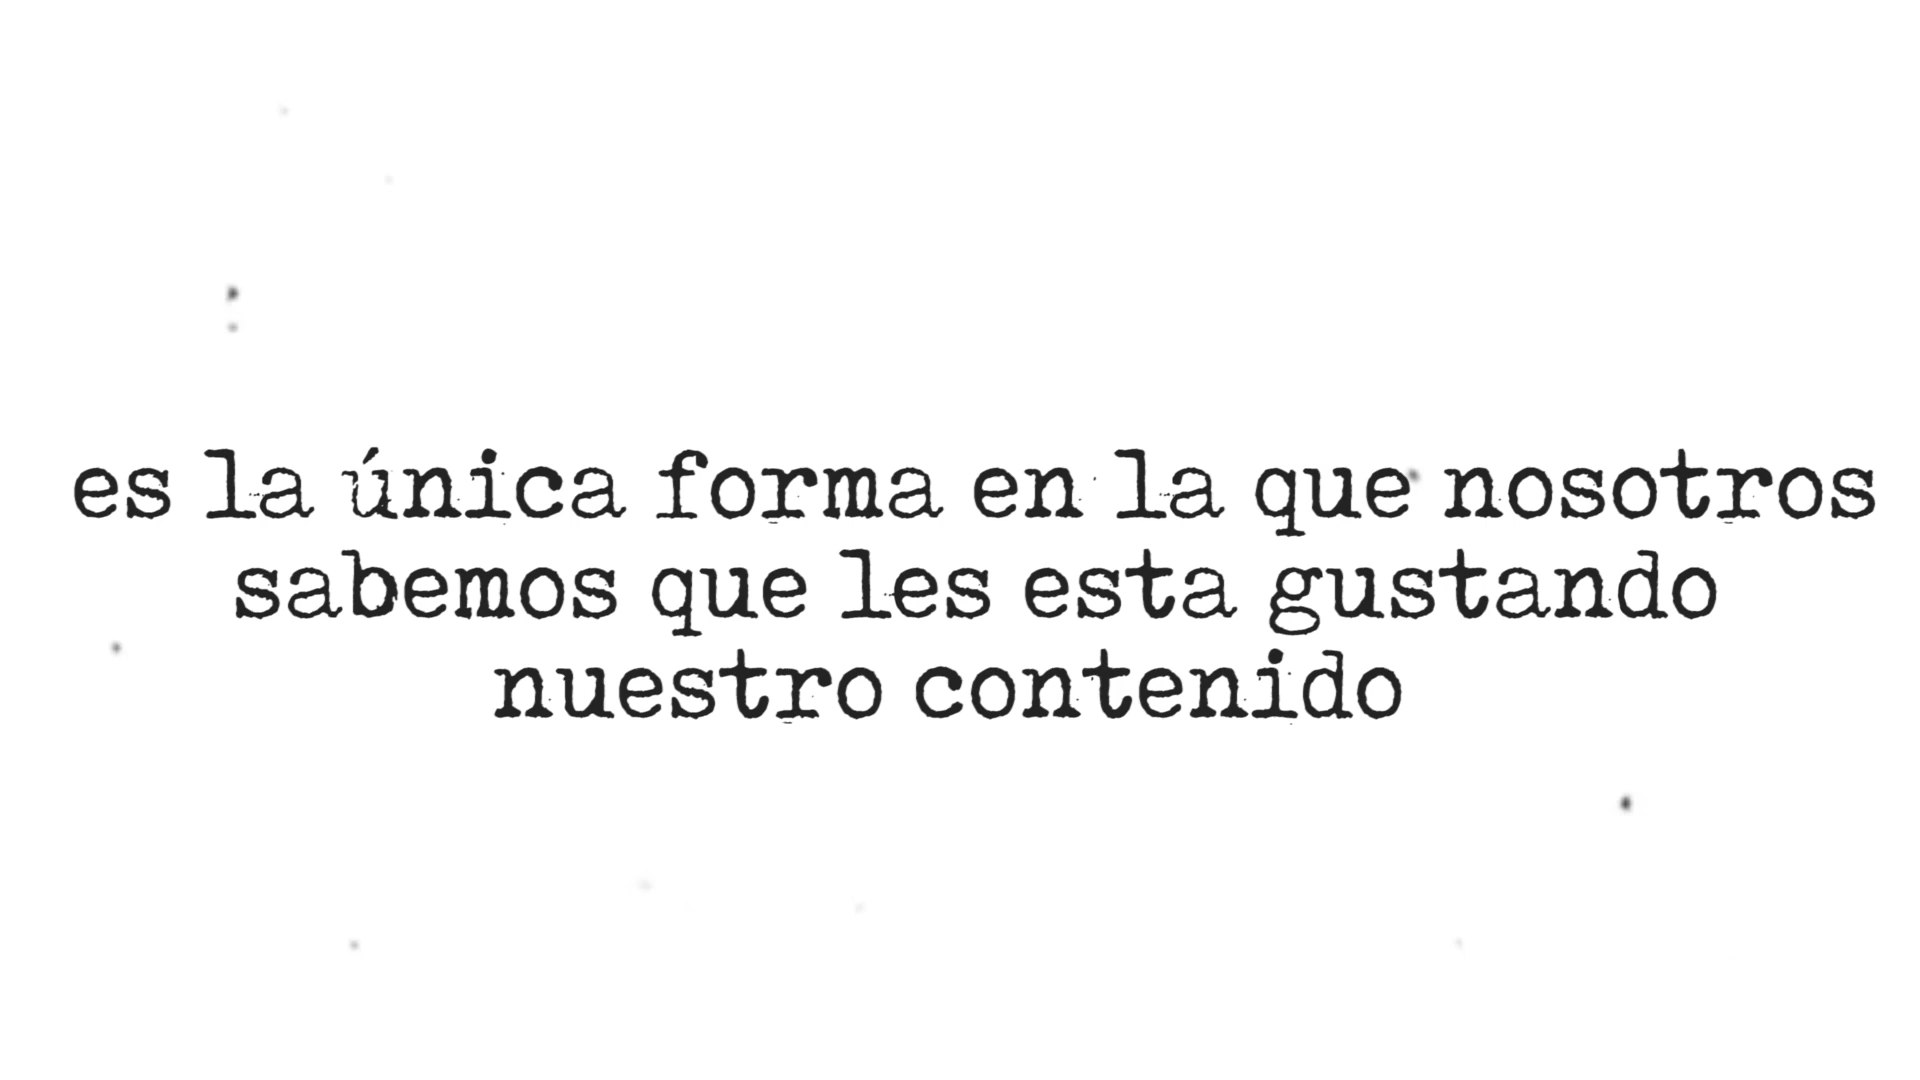 es la única forma en la que nosotros
sabemos que les esta gustando
nuestro contenido